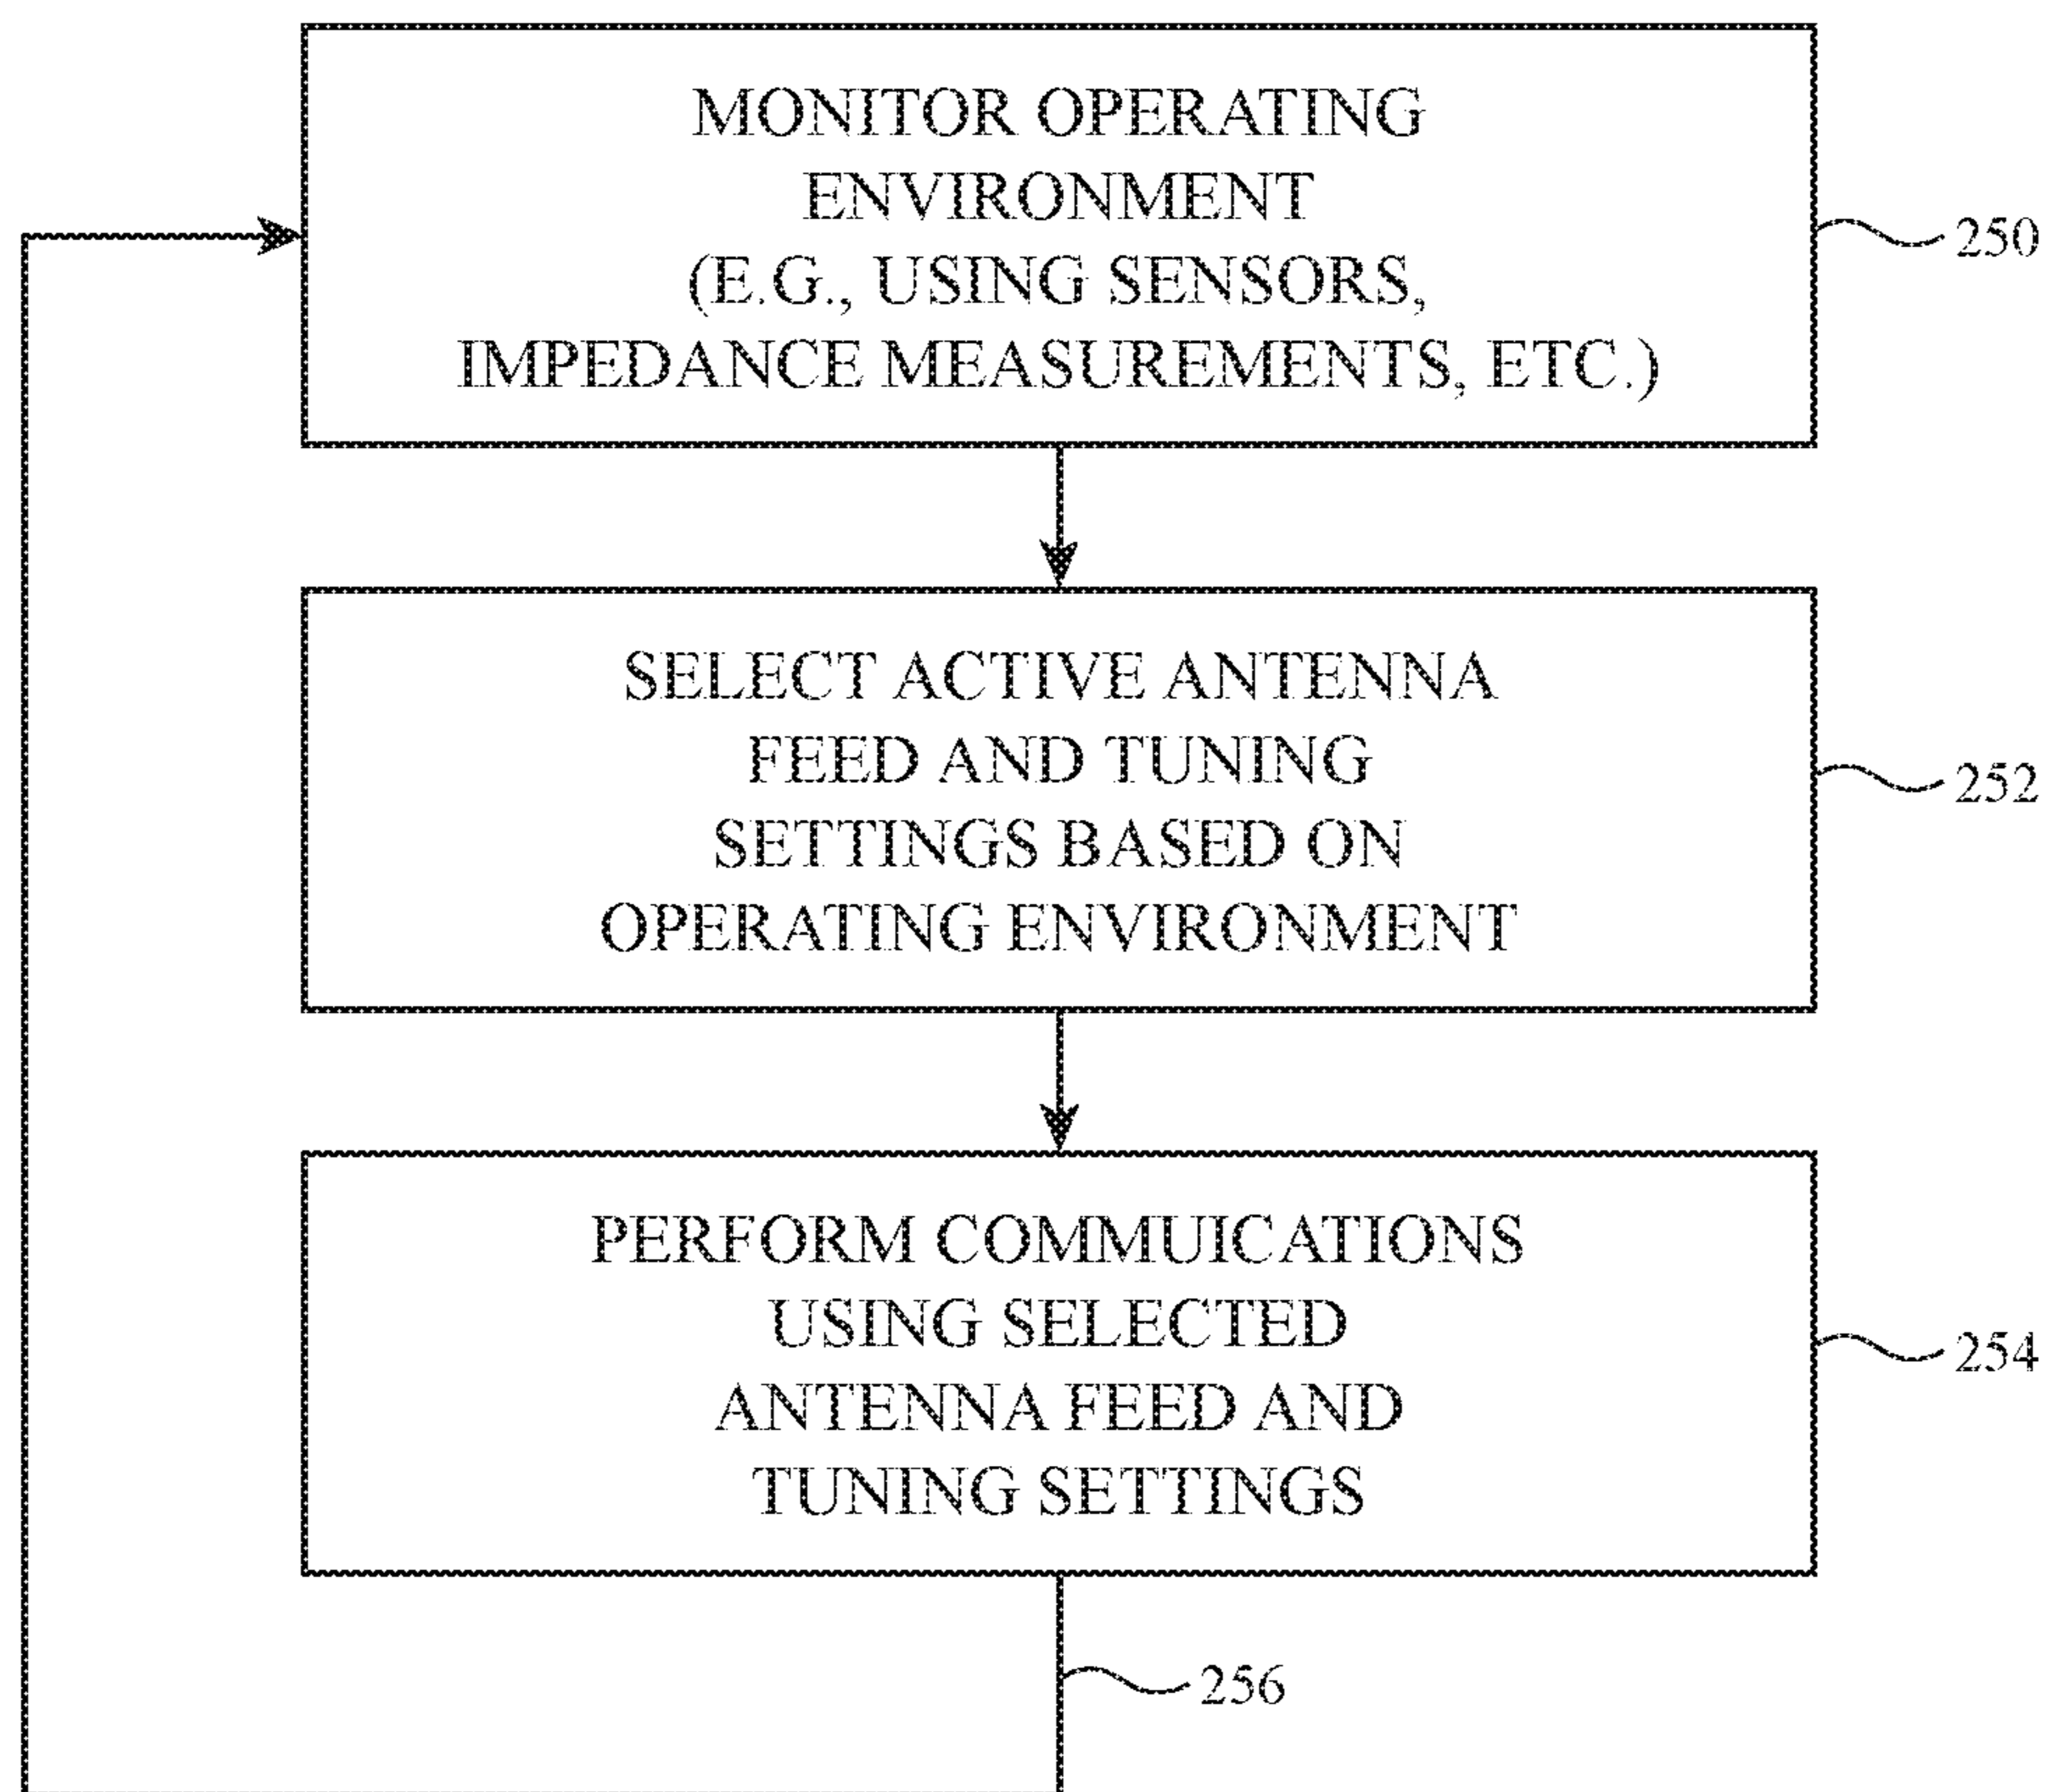 MONITOR OPERATING
ENVIRONMENT
(E.G., USING SENSORS,
IMPEDANCE MEASUREMENTS, ETC.)
250
SELECT ACTIVE ANTENNA
FEED AND TUNING
SETTINGS BASED ON
OPERATING ENVIRONMENT
252
PERFORM COMMUICATIONS
USING SELECTED
ANTENNA FEED AND
TUNING SETTINGS
254
256